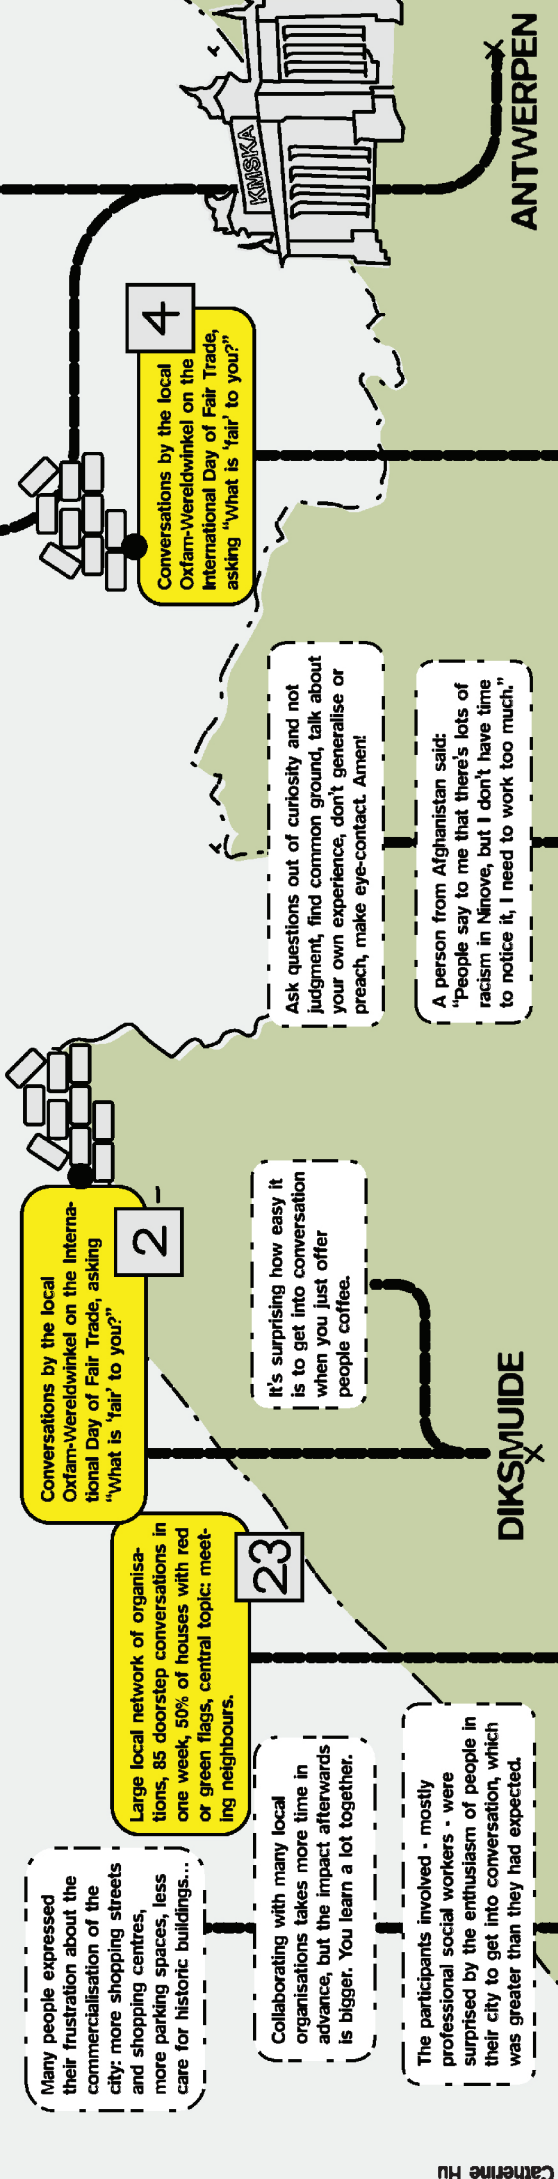 Many people expressed
their frustration about the
commercialisation of the
city: more shopping streets
and shopping centres,
more parking spaces, less
care for historic buildings...
Collaborating with many local
organisations takes more time in
advance, but the impact afterwards
is bigger. You learn a lot together.
The participants involved - mostly
professional social workers - were
surprised by the enthusiasm of people in
their city to get into conversation, which
was greater than they had expected.
Large local network of organisa-
tions, 85 doorstep conversations in
one week, 50% of houses with red
or green flags, central topic: meet-
ing neighbours.
23
Conversations by the local
Oxfam-Wereldwinkel on the Interna-
tional Day of Fair Trade, asking
“What is ‘fair’ to you?”
2
It's surprising how easy it
is to get into conversation
when you just offer
people coffee.
DIKSMUIDE
Ask questions out of curiosity and not
judgment, find common ground, talk about
your own experience, don't generalise or
preach, make eye-contact. Amen!
A person from Afghanistan said:
“People say to me that there's lots of
racism in Ninove, but I don't have time
to notice it, I need to work too much.”
Conversations by the local
Oxfam-Wereldwinkel on the
International Day of Fair Trade,
asking “What is ‘fair’ to you?”
4
KMSKA
ANTWERPEN
Catherine Hu